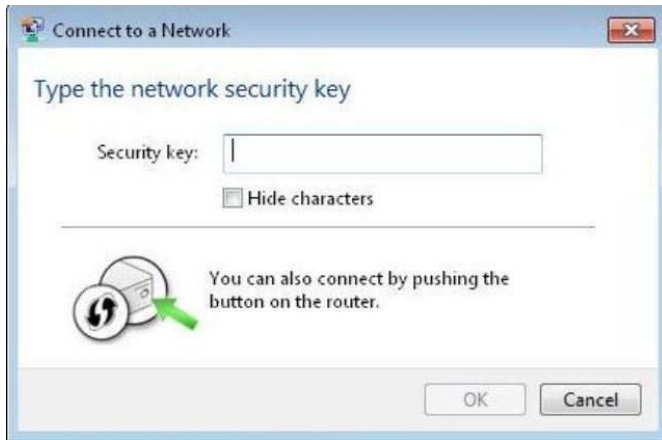 Connect to a Network
Type the network security key
Security key:
Hide characters
You can also connect by pushing the
button on the router.
OK
Cancel